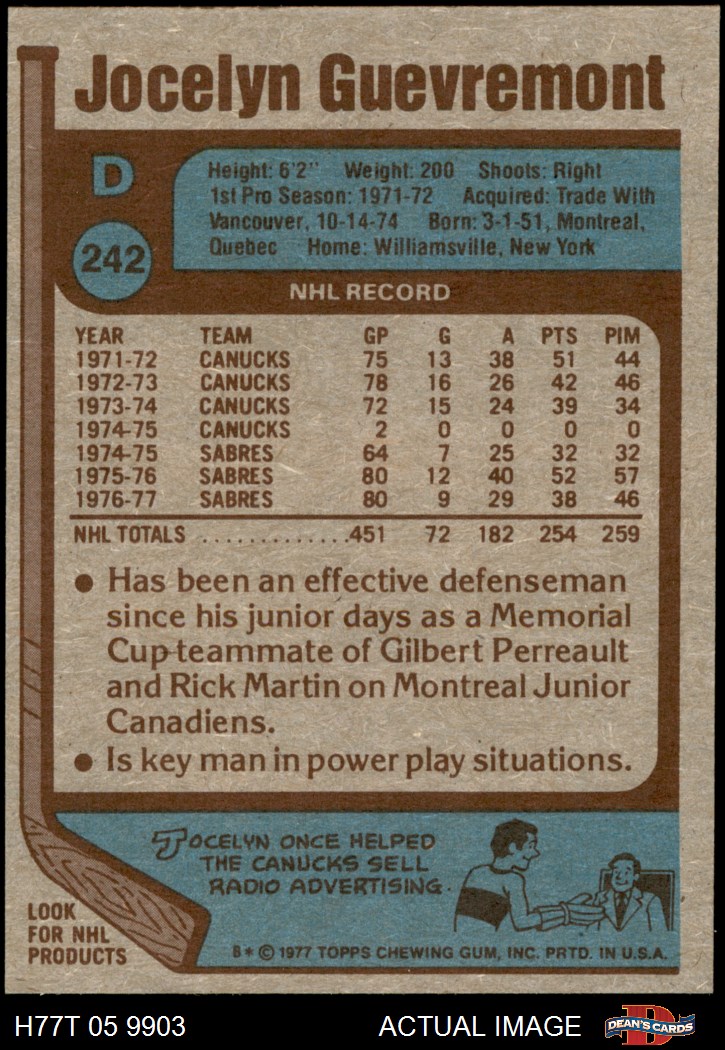 Jocelyn Guevremont
D
242
Height: 6'2" Weight: 200 Shoots: Right
1st Pro Season: 1971-72 Acquired: Trade With
Vancouver, 10-14-74 Born: 3-1-51, Montreal,
Quebec Home: Williamsville, New York
NHL RECORD
YEAR TEAM GP G A PTS PIM
1971-72 CANUCKS 75 13 38 51 44
1972-73 CANUCKS 78 16 26 42 46
1973-74 CANUCKS 72 15 24 39 34
1974-75 CANUCKS 2 0 0 0 0
1974-75 SABRES 64 7 25 32 32
1975-76 SABRES 80 12 40 52 57
1976-77 SABRES 80 9 29 38 46
NHL TOTALS .............451 72 182 254 259
● Has been an effective defenseman
since his junior days as a Memorial
Cup-teammate of Gilbert Perreault
and Rick Martin on Montreal Junior
Canadiens.
● Is key man in power play situations.
JOCELYN ONCE HELPED
THE CANUCKS SELL
RADIO ADVERTISING.
LOOK
FOR NHL
PRODUCTS
B* © 1977 TOPPS CHEWING GUM, INC. PRTD. IN U.S.A.
H77T 05 9903 ACTUAL IMAGE
D
DEAN'S CARDS